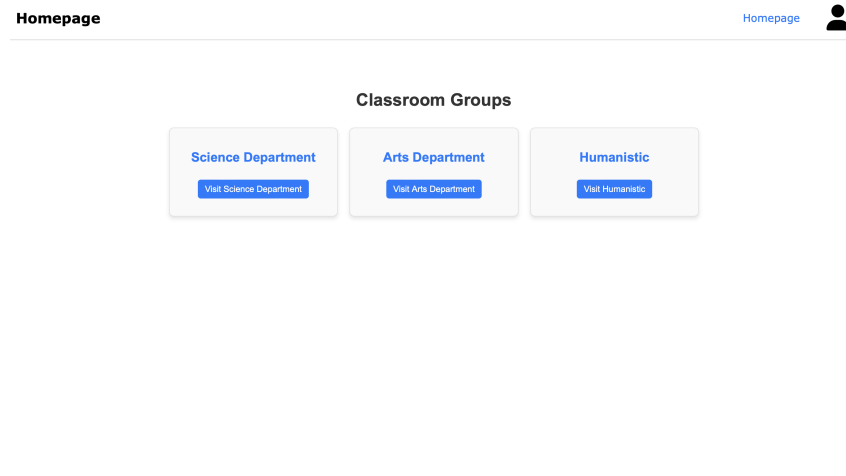 Homepage
Homepage
Classroom Groups
Science Department
Arts Department
Humanistic
Visit Science Department
Visit Arts Department
Visit Humanistic